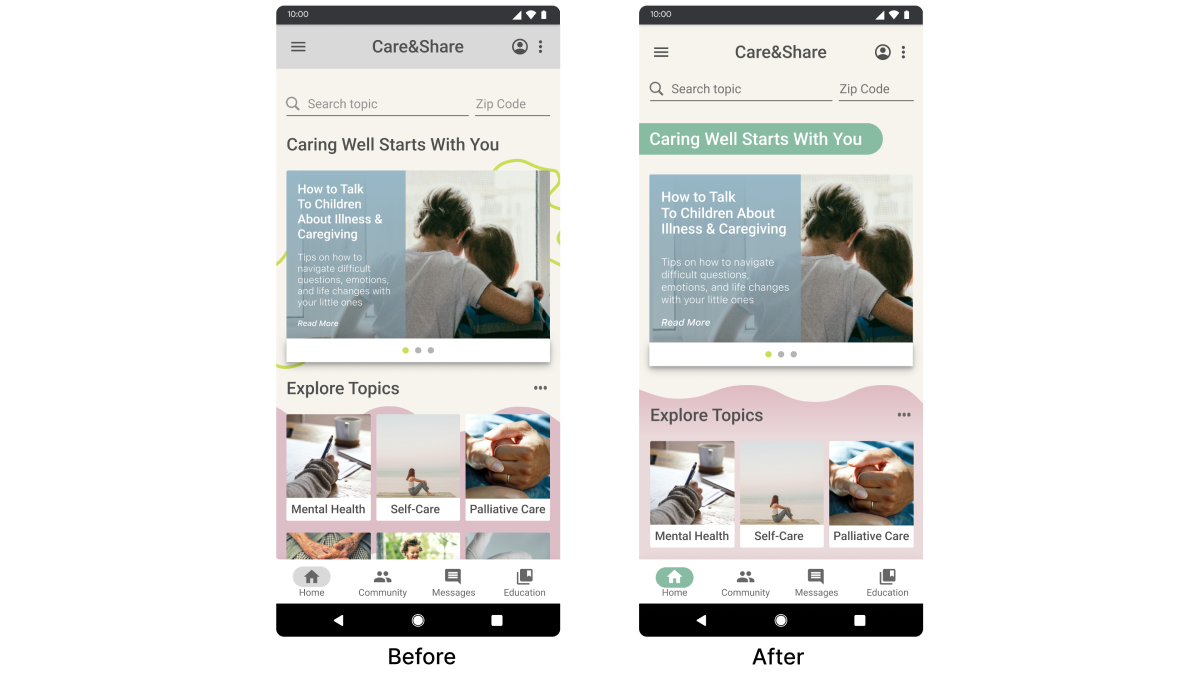 10:00
Care&Share
Search topic
Zip Code
Caring Well Starts With You
How to Talk
To Children
About Illness &
Caregiving
Tips on how to
navigate difficult
questions, emotions,
and life changes with
your little ones
Read More
Explore Topics
Mental Health
Self-Care
Palliative Care
Home
Community
Messages
Education
Before
10:00
Care&Share
Search topic
Zip Code
Caring Well Starts With You
How to Talk
To Children About
Illness & Caregiving
Tips on how to navigate
difficult questions,
emotions, and life changes
with your little ones
Read More
Explore Topics
Mental Health
Self-Care
Palliative Care
Home
Community
Messages
Education
After